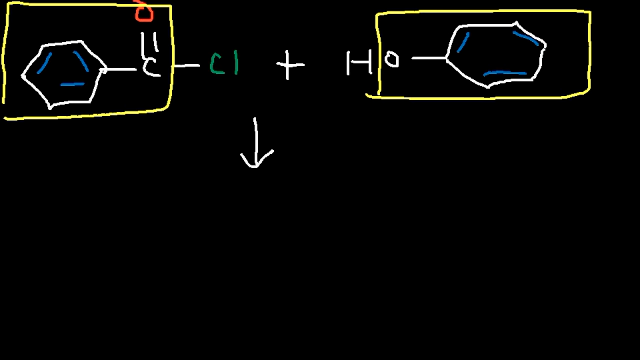 O
C – Cl + HO –